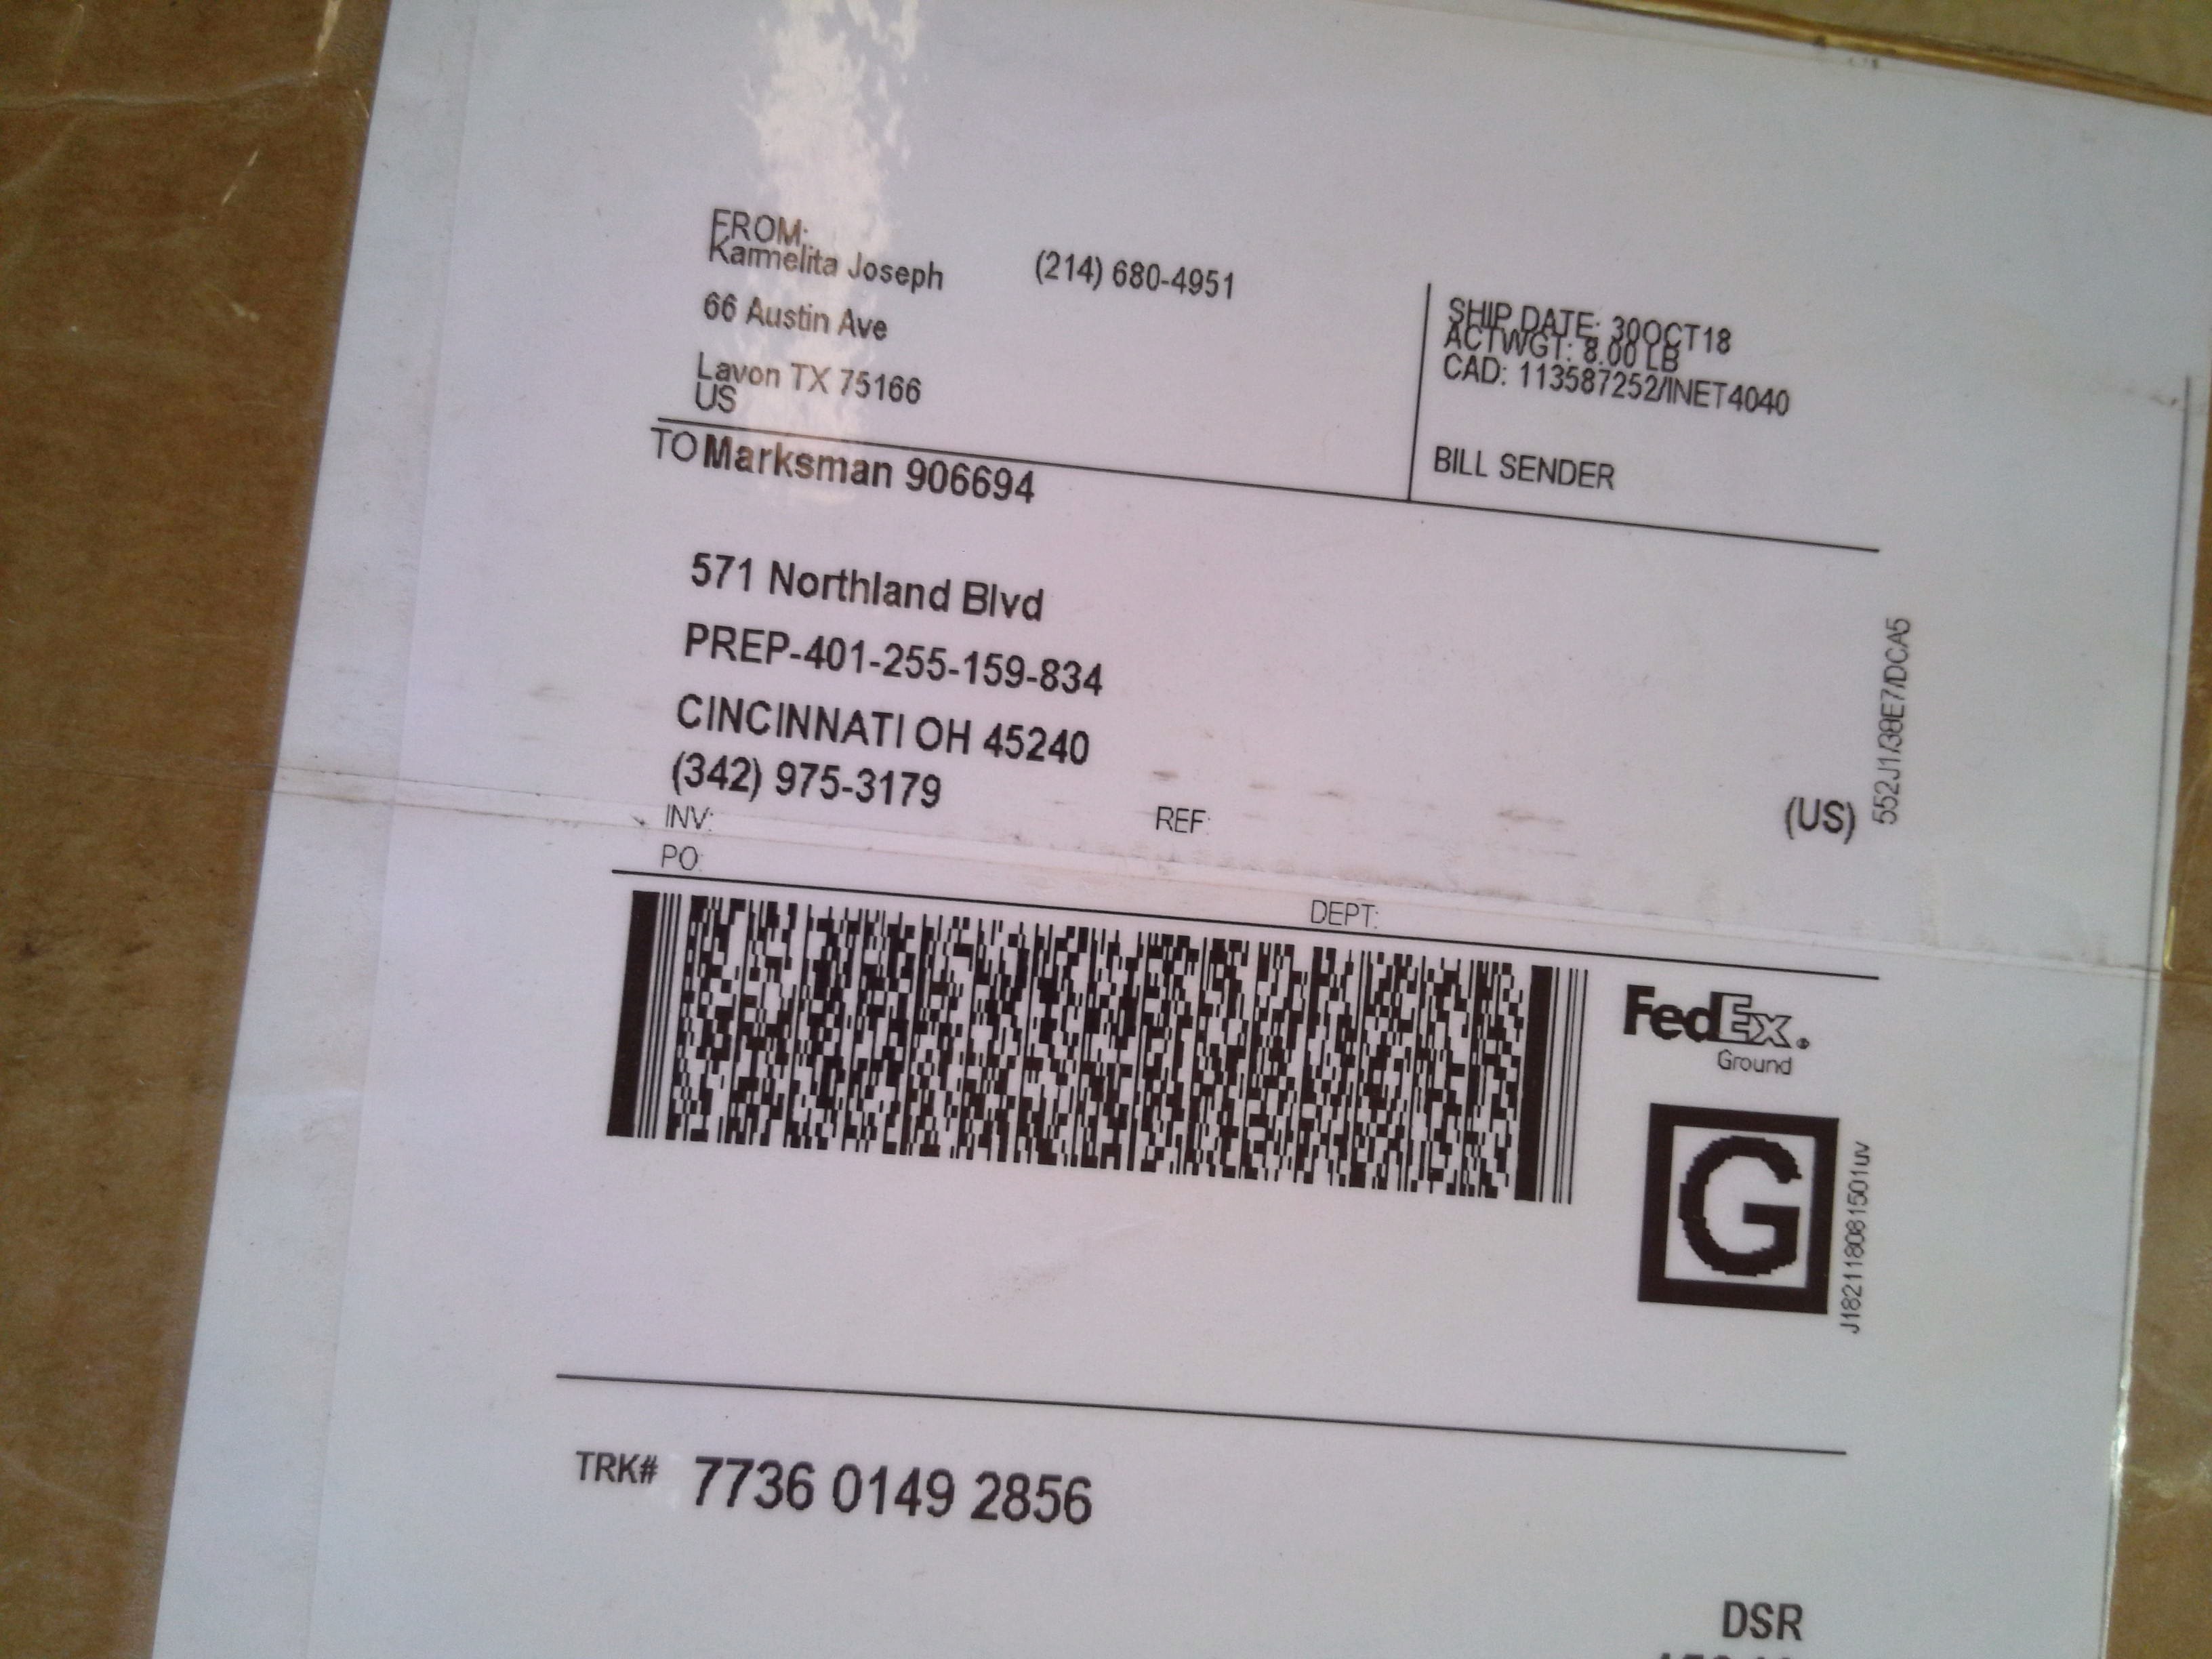 FROM:
Karmelita Joseph (214) 680-4951
66 Austin Ave
Lavon TX 75166
US
SHIP DATE: 30OCT18
ACTWGT: 8.00 LB
CAD: 113587252/INET4040
BILL SENDER
TO Marksman 906694
571 Northland Blvd
PREP-401-255-159-834
CINCINNATI OH 45240
(342) 975-3179
INV: REF:
PO: DEPT:
(US)
552J1/38E7/DCA5
FedEx®
Ground
G
J182118081501uv
TRK# 7736 0149 2856
DSR